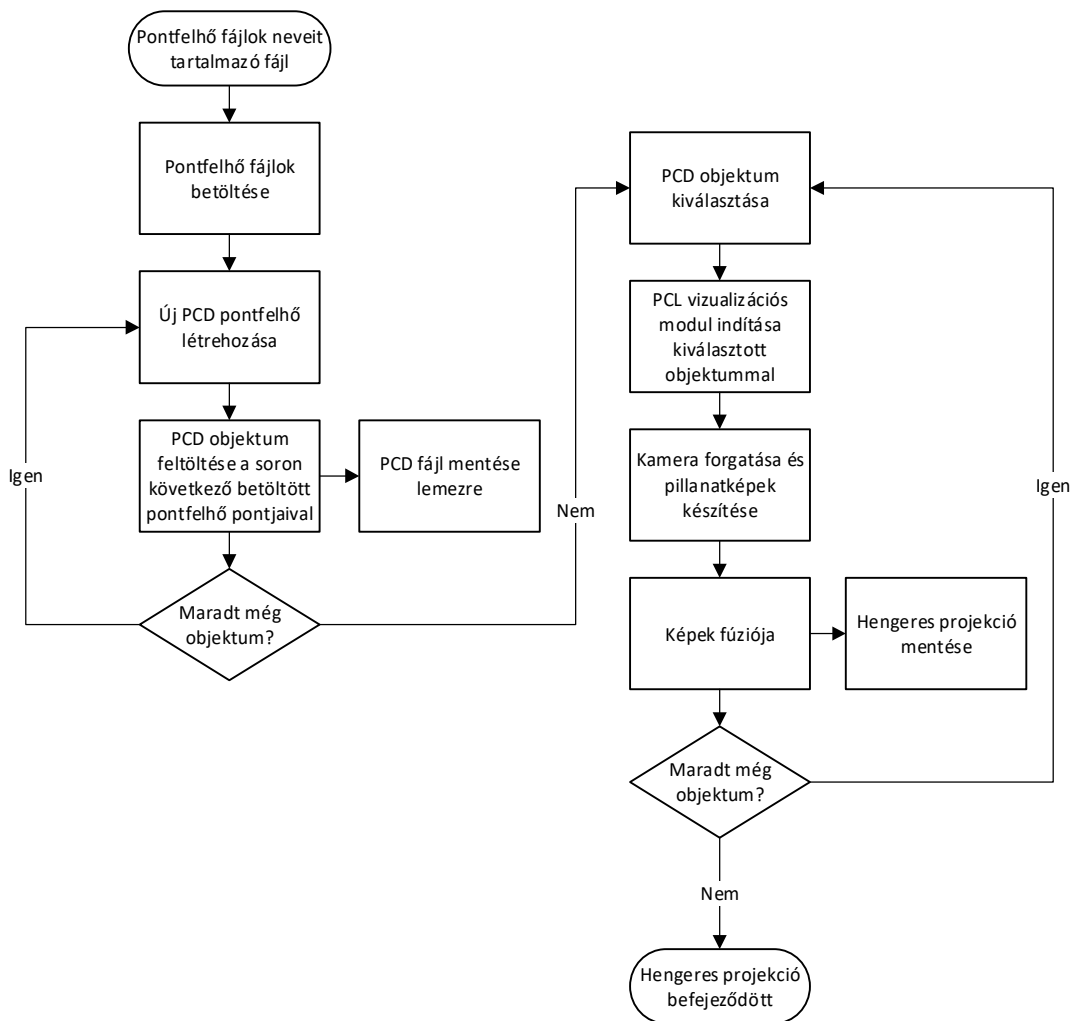 Pontfelhő fájlok neveit
tartalmazó fájl
Pontfelhő fájlok
betöltése
Új PCD pontfelhő
létrehozása
PCD objektum
feltöltése a soron
következő betöltött
pontfelhő pontjaival
PCD fájl mentése
lemezre
Igen
Maradt még
objektum?
Nem
PCD objektum
kiválasztása
PCL vizualizációs
modul indítása
kiválasztott
objektummal
Kamera forgatása és
pillanatképek
készítése
Igen
Képek fúziója
Hengeres projekció
mentése
Maradt még
objektum?
Nem
Hengeres projekció
befejeződött